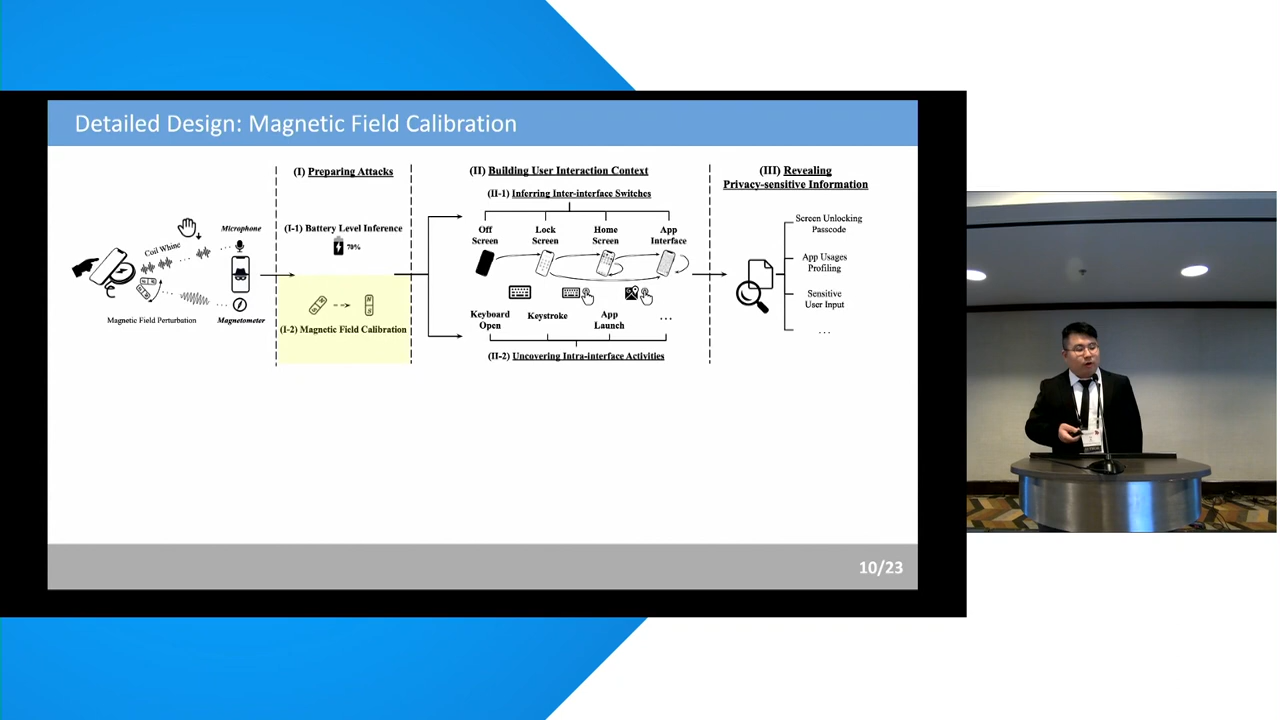 Detailed Design: Magnetic Field Calibration
Coil Whine
Microphone
Magnetic Field Perturbation
Magnetometer
(I) Preparing Attacks
(I-1) Battery Level Inference
70%
(I-2) Magnetic Field Calibration
(II) Building User Interaction Context
(II-1) Inferring Inter-interface Switches
Off
Screen
Lock
Screen
Home
Screen
App
Interface
Keyboard
Open
Keystroke
App
Launch
...
(II-2) Uncovering Intra-interface Activities
(III) Revealing
Privacy-sensitive Information
Screen Unlocking
Passcode
App Usages
Profiling
Sensitive
User Input
...
10/23